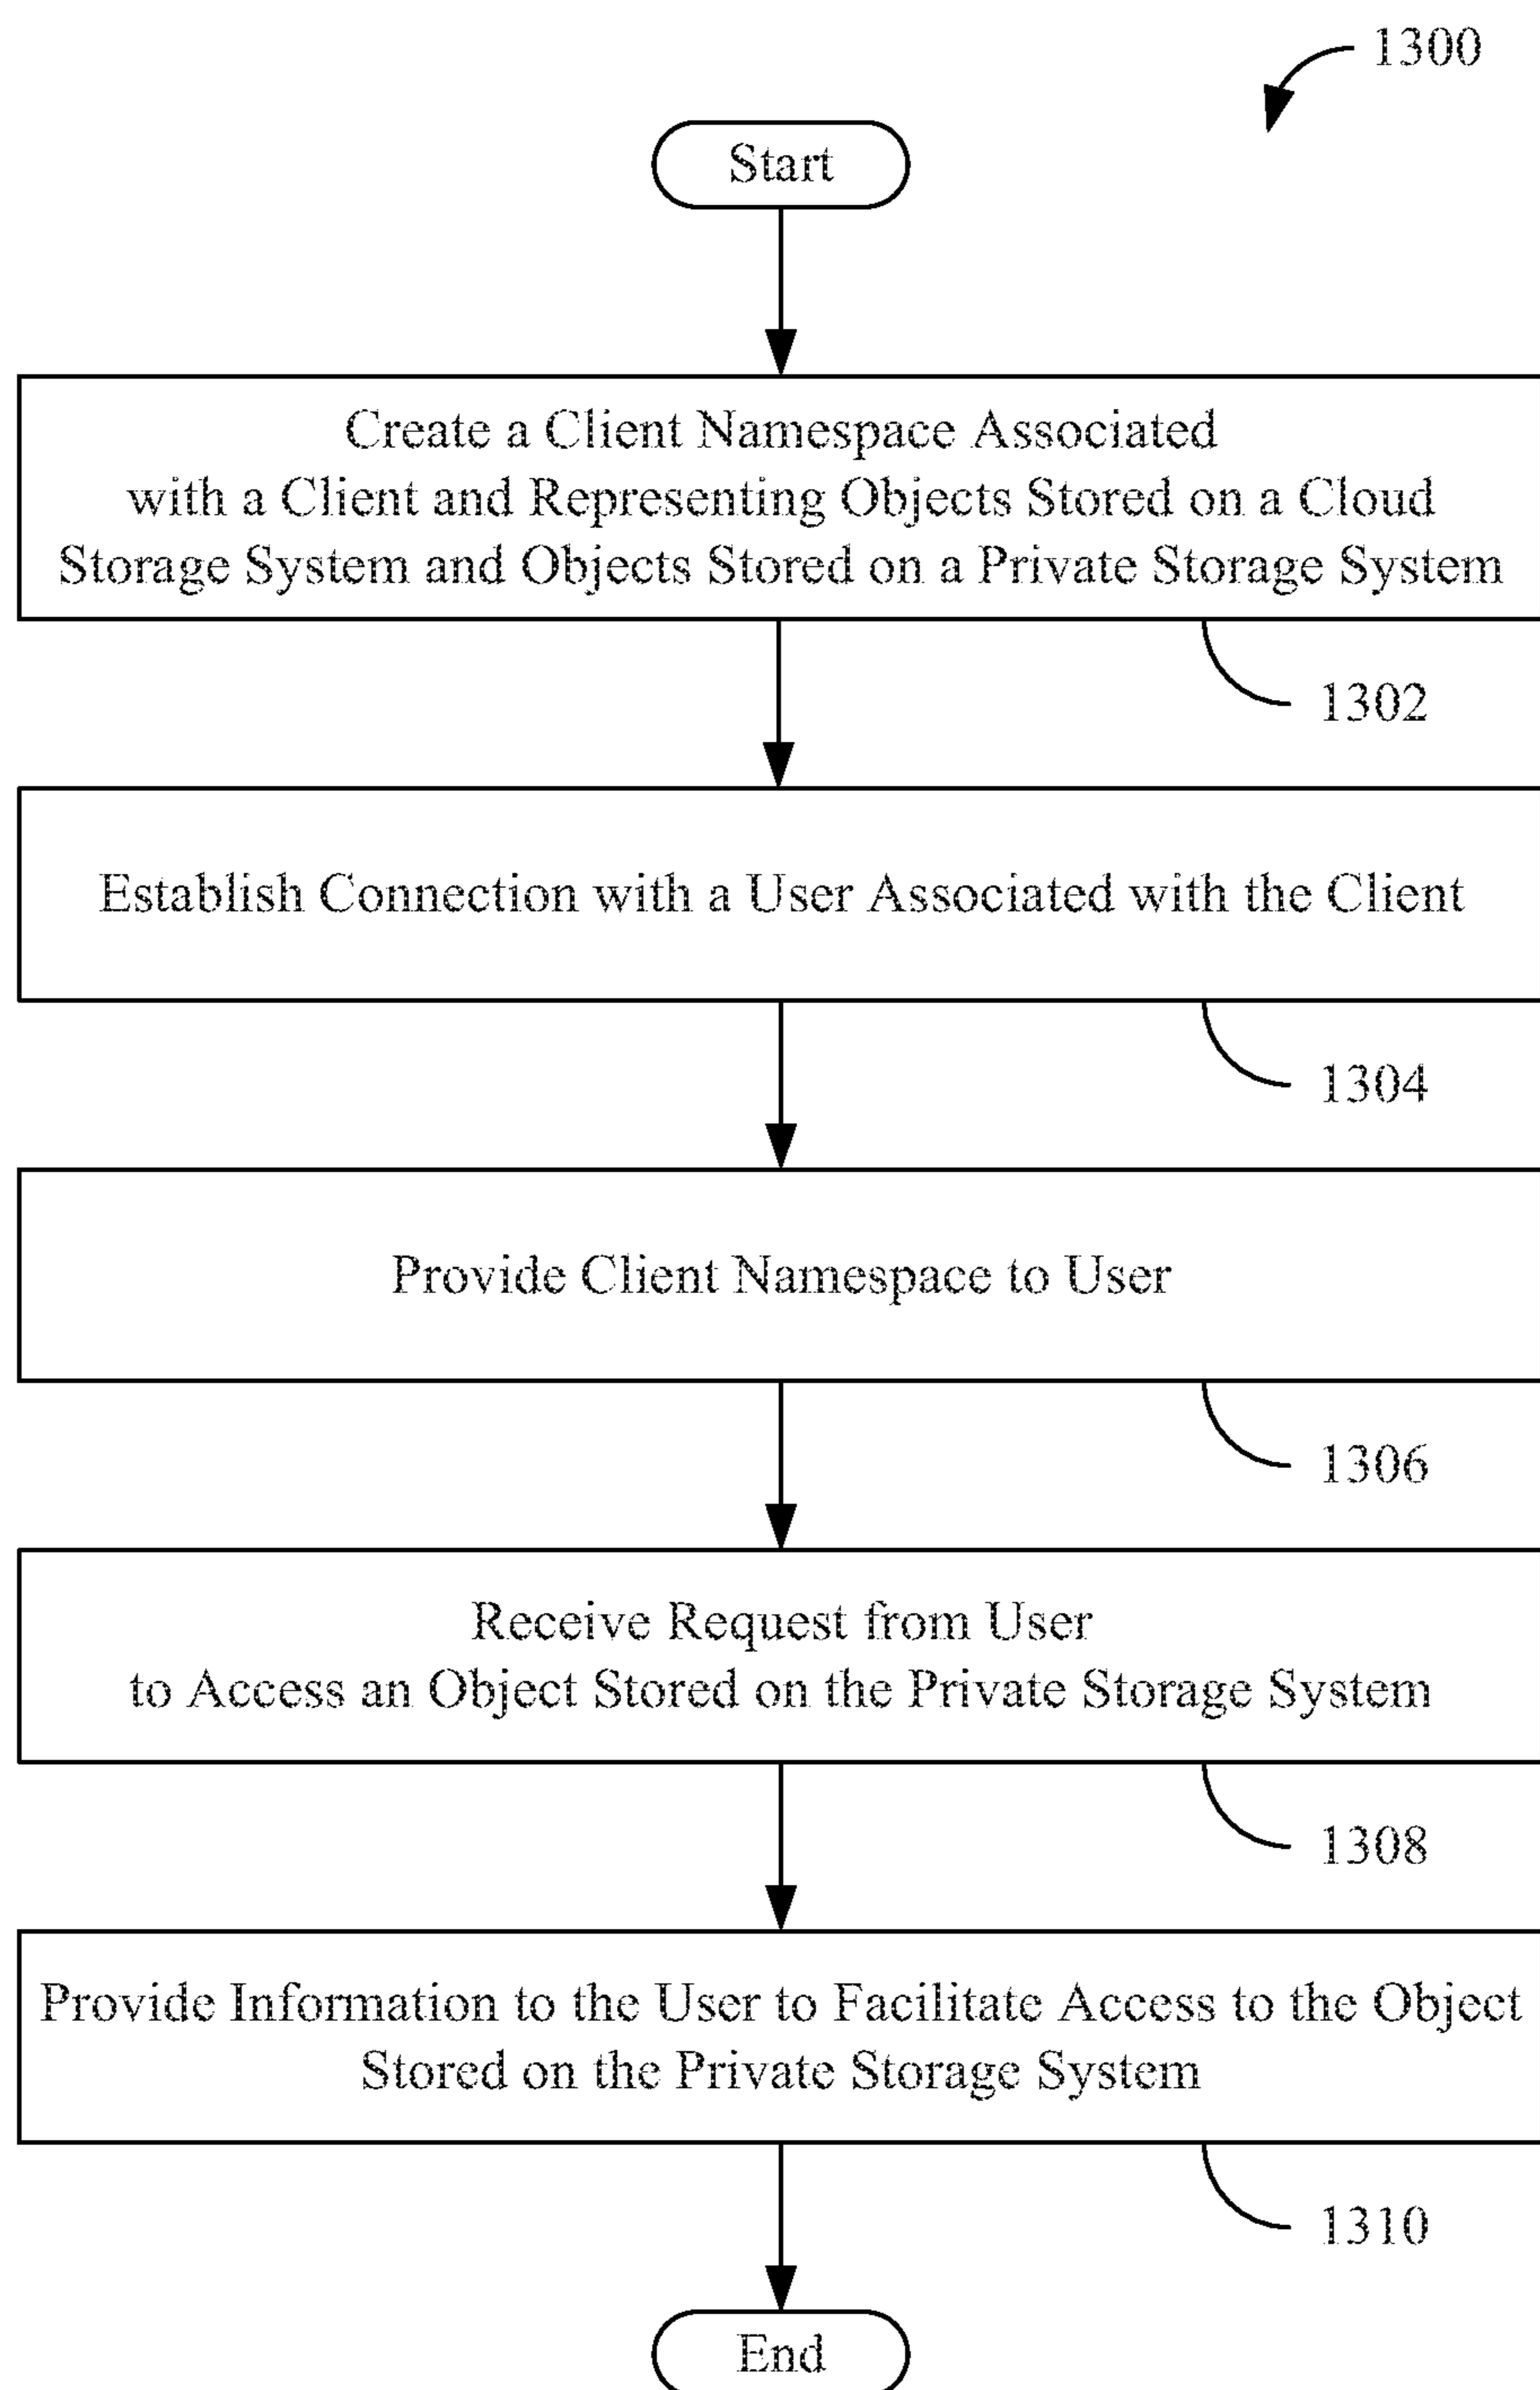 1300
Start
Create a Client Namespace Associated
with a Client and Representing Objects Stored on a Cloud
Storage System and Objects Stored on a Private Storage System
1302
Establish Connection with a User Associated with the Client
1304
Provide Client Namespace to User
1306
Receive Request from User
to Access an Object Stored on the Private Storage System
1308
Provide Information to the User to Facilitate Access to the Object
Stored on the Private Storage System
1310
End